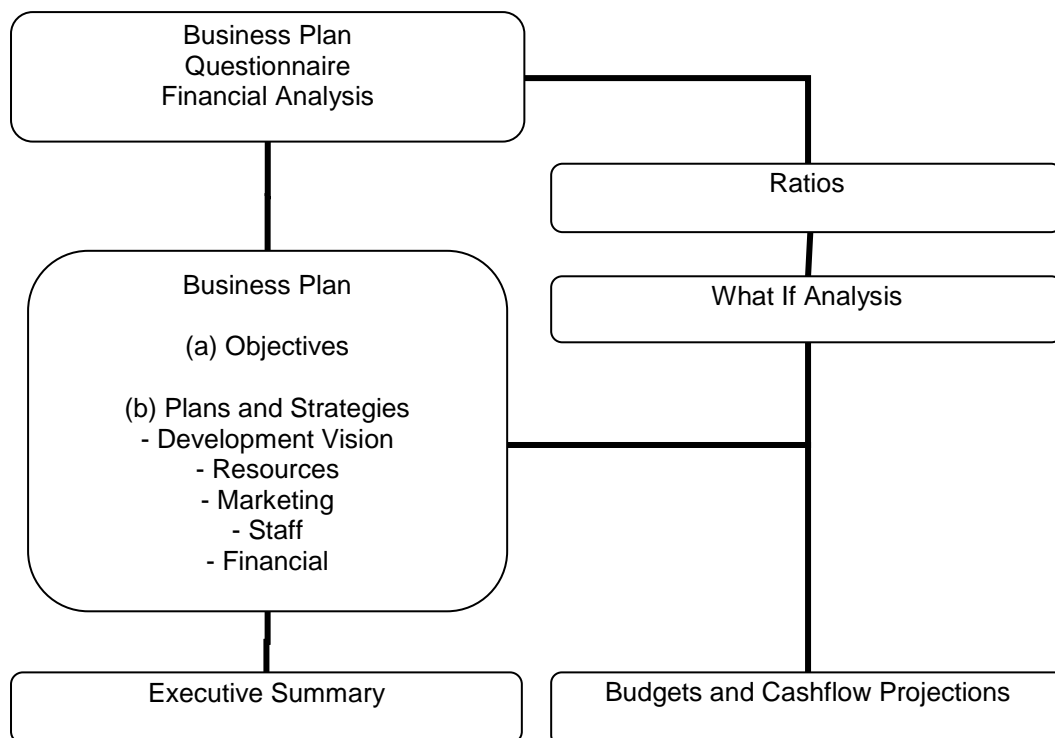 Business Plan
Questionnaire
Financial Analysis
Ratios
What If Analysis
Business Plan
(a) Objectives
(b) Plans and Strategies
- Development Vision
- Resources
- Marketing
- Staff
- Financial
Executive Summary
Budgets and Cashflow Projections